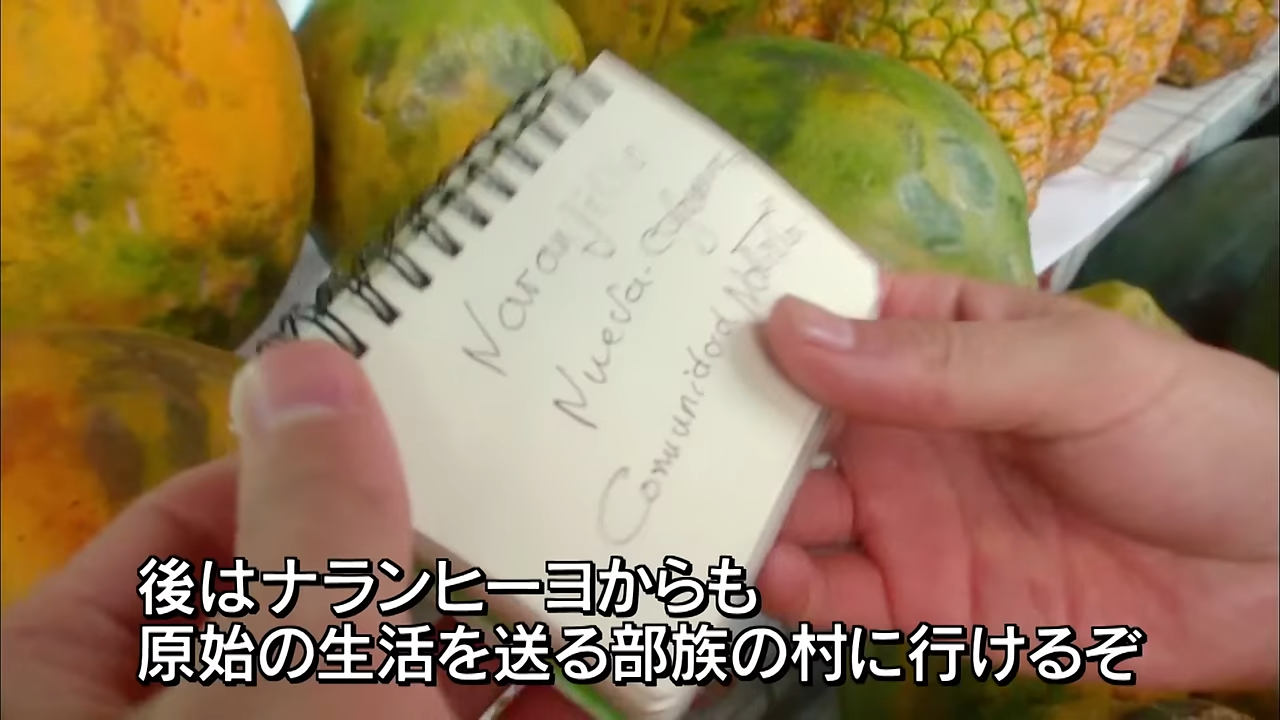 Naranjillo
Nueva-
Comunidad Nativa
後はナランヒーヨからも
原始の生活を送る部族の村に行けるぞ